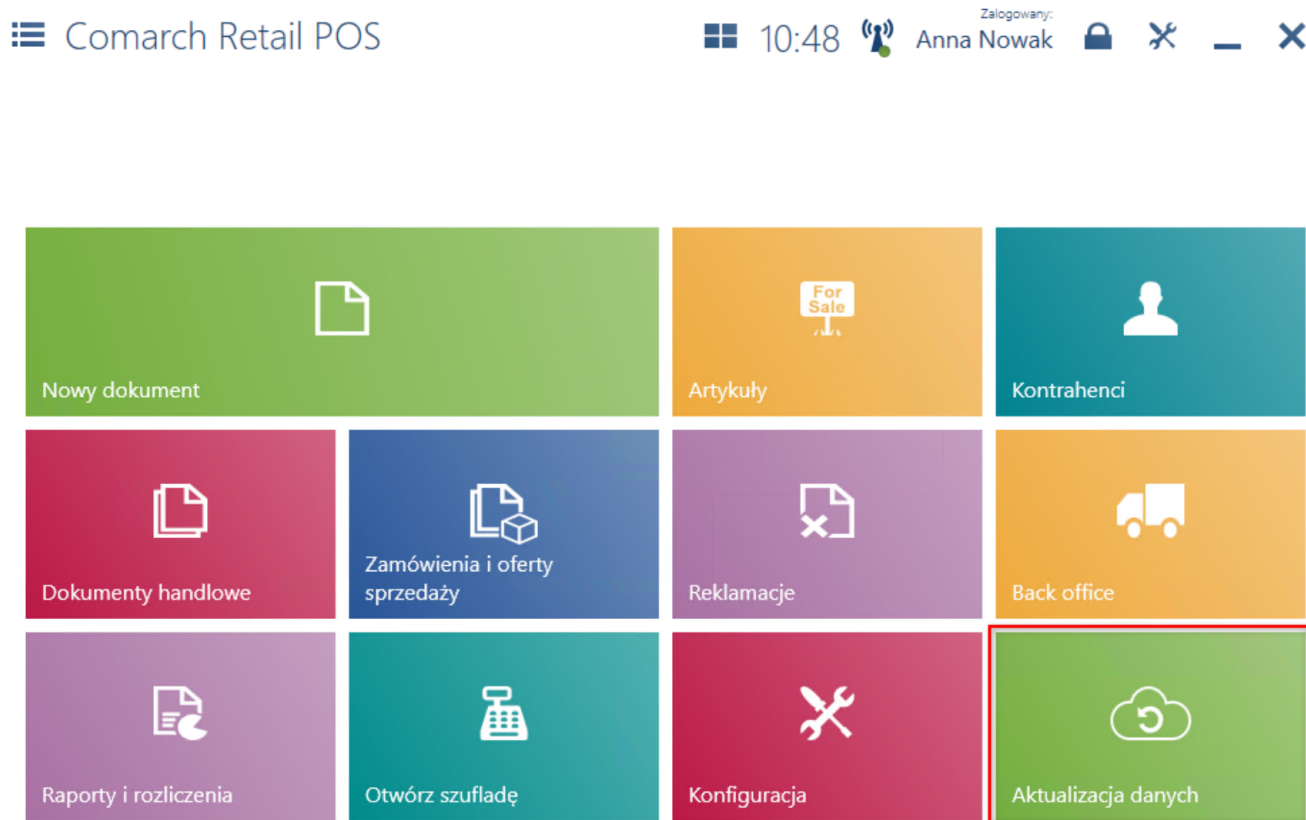 Comarch Retail POS
10:48
Zalogowany:
Anna Nowak
Nowy dokument
For
Sale
Artykuły
Kontrahenci
Dokumenty handlowe
Zamówienia i oferty
sprzedaży
Reklamacje
Back office
Raporty i rozliczenia
Otwórz szufladę
Konfiguracja
Aktualizacja danych